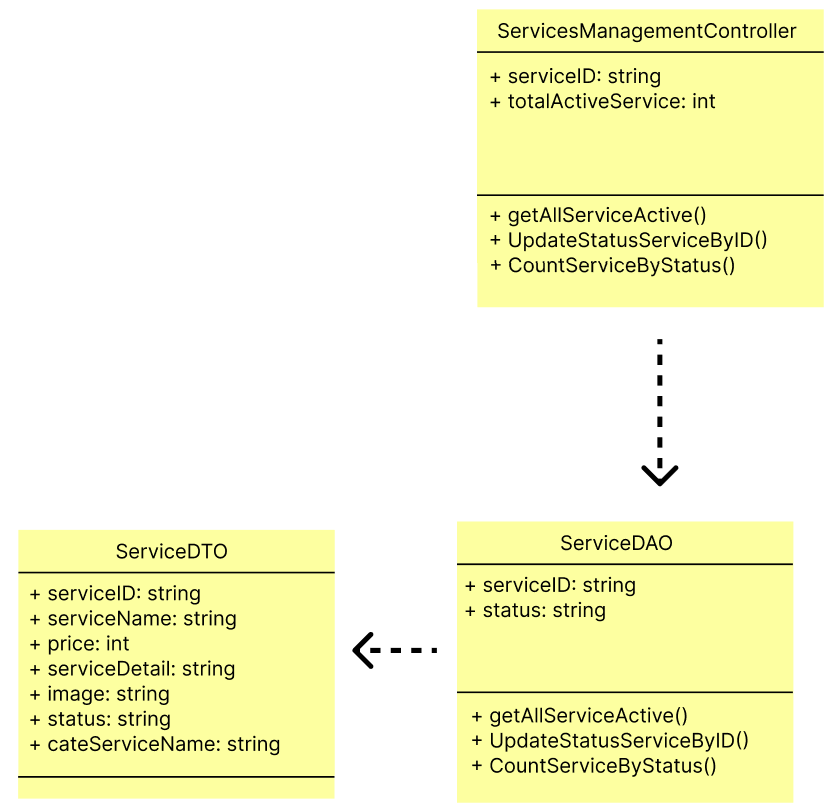 ServicesManagementController
+ serviceID: string
+ totalActiveService: int
+ getAllServiceActive()
+ UpdateStatusServiceByID()
+ CountServiceByStatus()
ServiceDTO
+ serviceID: string
+ serviceName: string
+ price: int
+ serviceDetail: string
+ image: string
+ status: string
+ cateServiceName: string
ServiceDAO
+ serviceID: string
+ status: string
+ getAllServiceActive()
+ UpdateStatusServiceByID()
+ CountServiceByStatus()